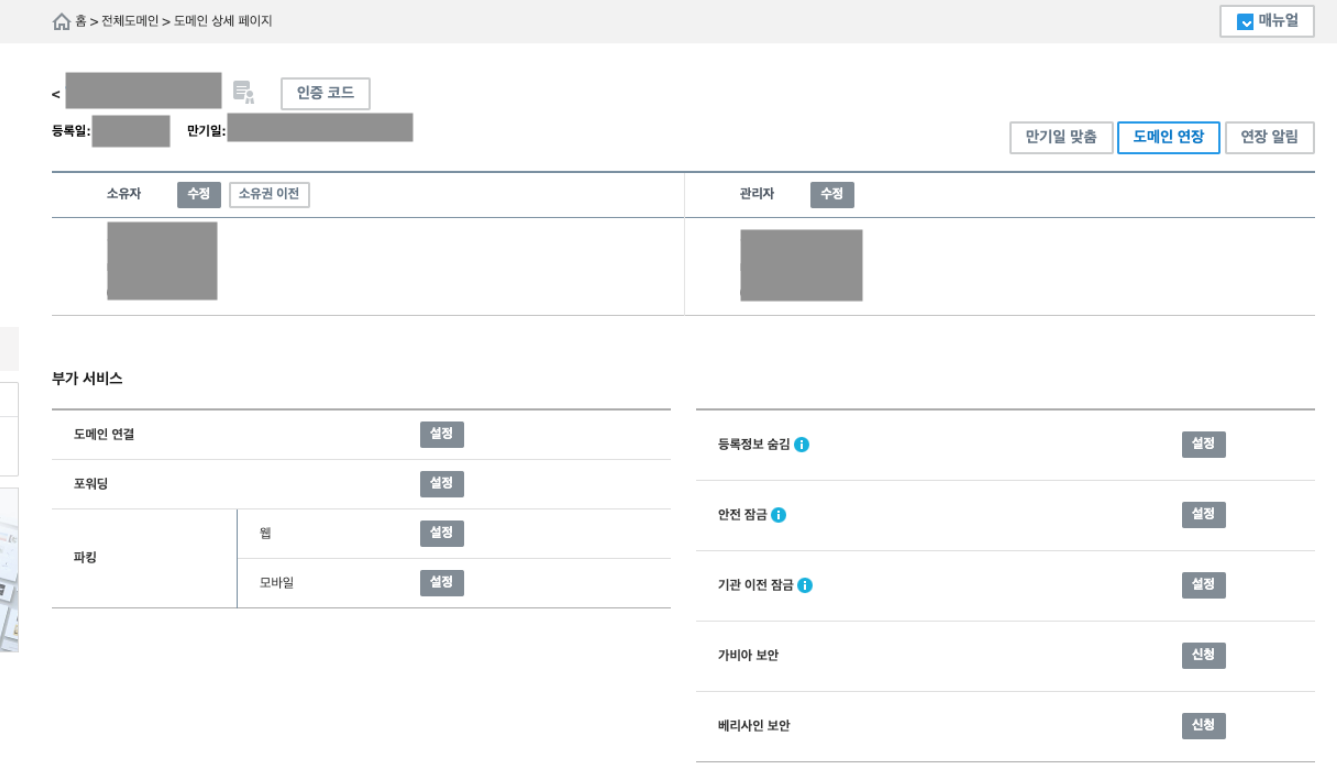 홈 > 전체도메인 > 도메인 상세 페이지
매뉴얼
<
인증 코드
등록일: 만기일:
만기일 맞춤 도메인 연장 연장 알림
소유자 수정 소유권 이전
관리자 수정
부가 서비스
도메인 연결 설정
포워딩 설정
파킹
웹 설정
모바일 설정
등록정보 숨김 설정
안전 잠금 설정
기관 이전 잠금 설정
가비아 보안 신청
베리사인 보안 신청